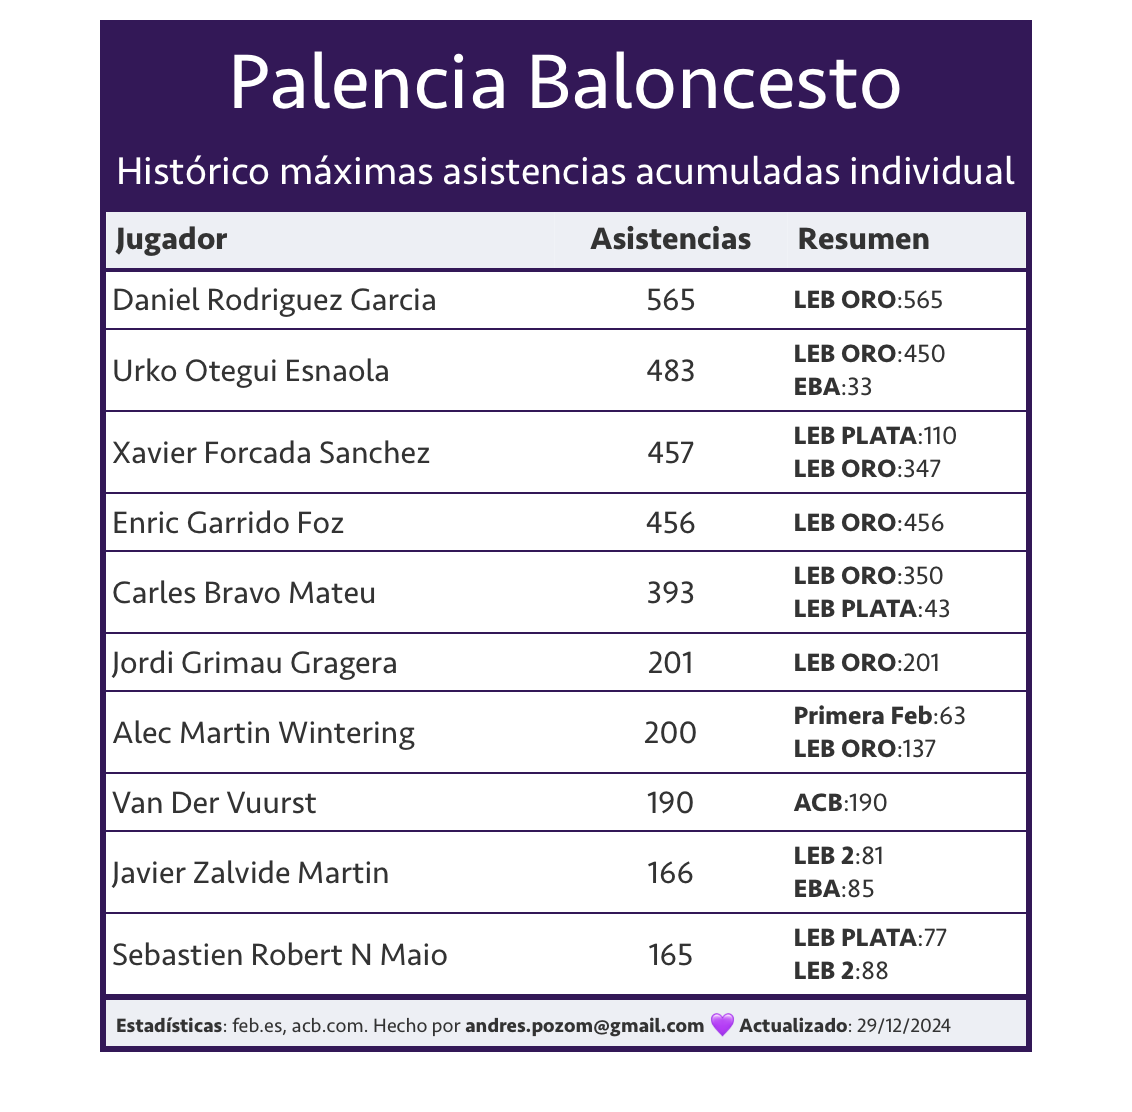 Palencia Baloncesto
Histórico máximas asistencias acumuladas individual
Jugador Asistencias Resumen
Daniel Rodriguez Garcia 565 LEB ORO:565
Urko Otegui Esnaola 483 LEB ORO:450
EBA:33
Xavier Forcada Sanchez 457 LEB PLATA:110
LEB ORO:347
Enric Garrido Foz 456 LEB ORO:456
Carles Bravo Mateu 393 LEB ORO:350
LEB PLATA:43
Jordi Grimau Gragera 201 LEB ORO:201
Alec Martin Wintering 200 Primera Feb:63
LEB ORO:137
Van Der Vuurst 190 ACB:190
Javier Zalvide Martin 166 LEB 2:81
EBA:85
Sebastien Robert N Maio 165 LEB PLATA:77
LEB 2:88
Estadísticas: feb.es, acb.com. Hecho por andres.pozom@gmail.com 💜 Actualizado: 29/12/2024